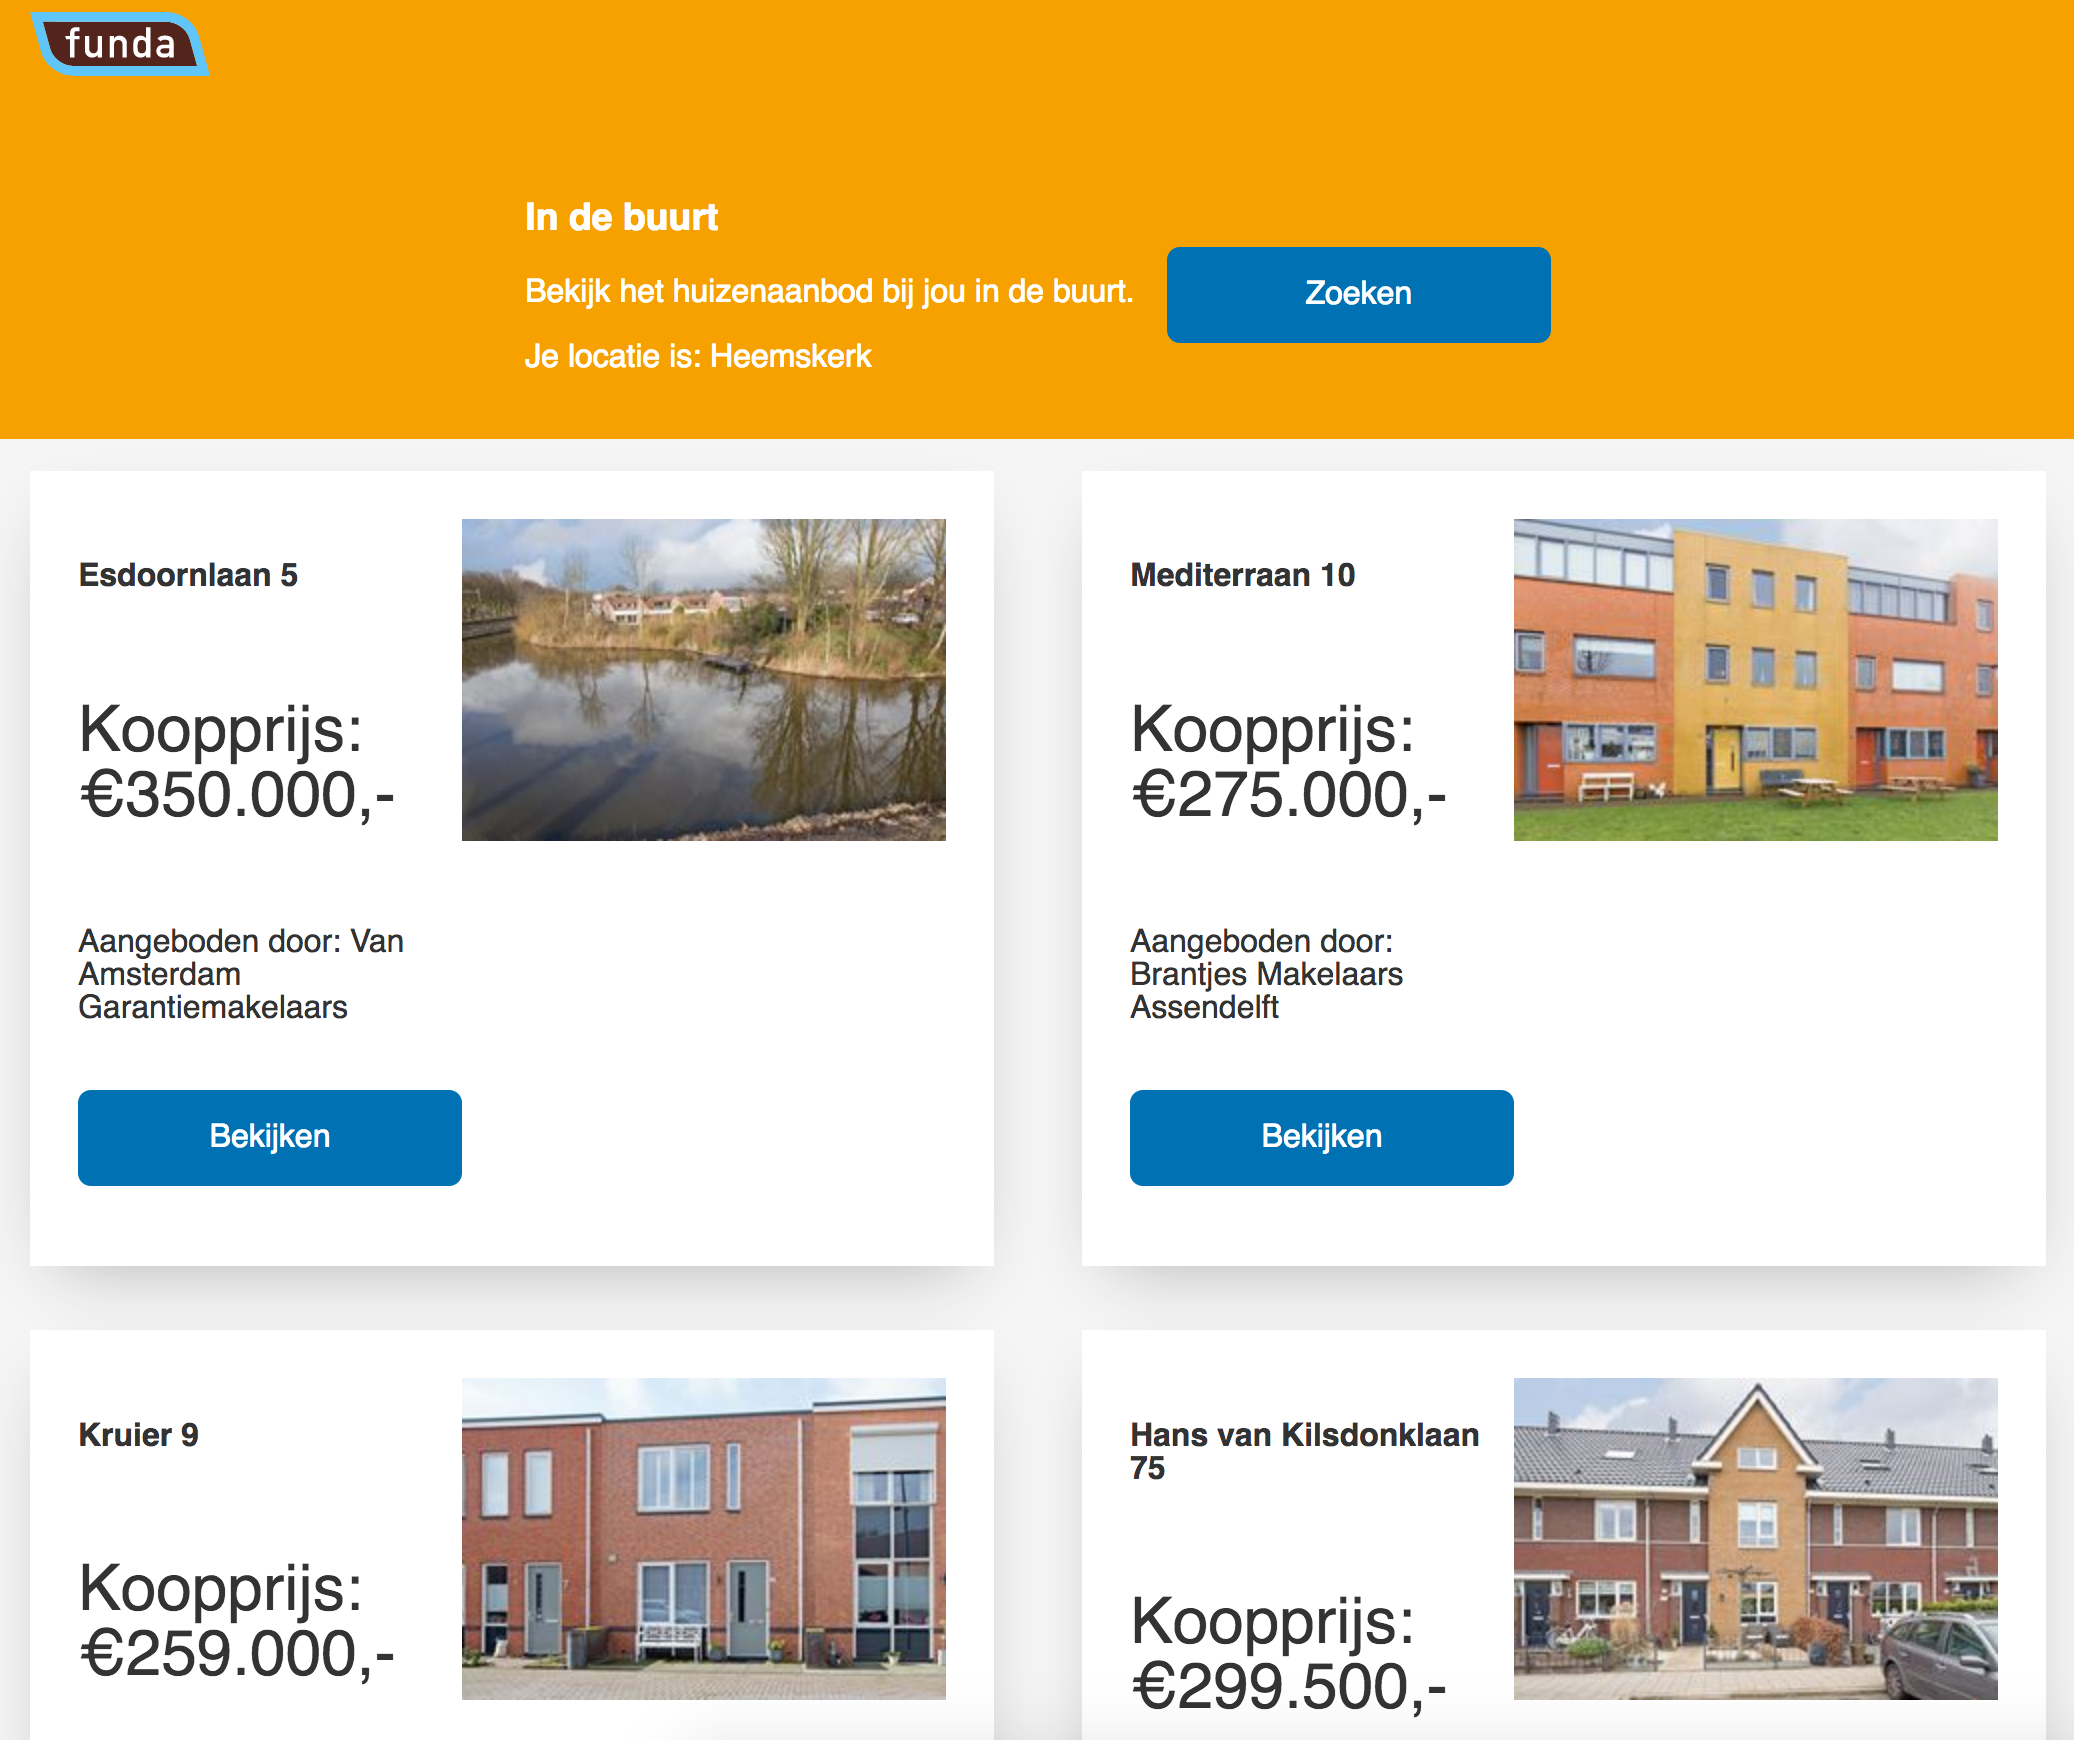 funda
In de buurt
Bekijk het huizenaanbod bij jou in de buurt.
Je locatie is: Heemskerk
Zoeken
Esdoornlaan 5
Koopprijs:
€350.000,-
Aangeboden door: Van
Amsterdam
Garantiemakelaars
Bekijken
Mediterraan 10
Koopprijs:
€275.000,-
Aangeboden door:
Brantjes Makelaars
Assendelft
Bekijken
Kruier 9
Koopprijs:
€259.000,-
Hans van Kilsdonklaan
75
Koopprijs:
€299.500,-